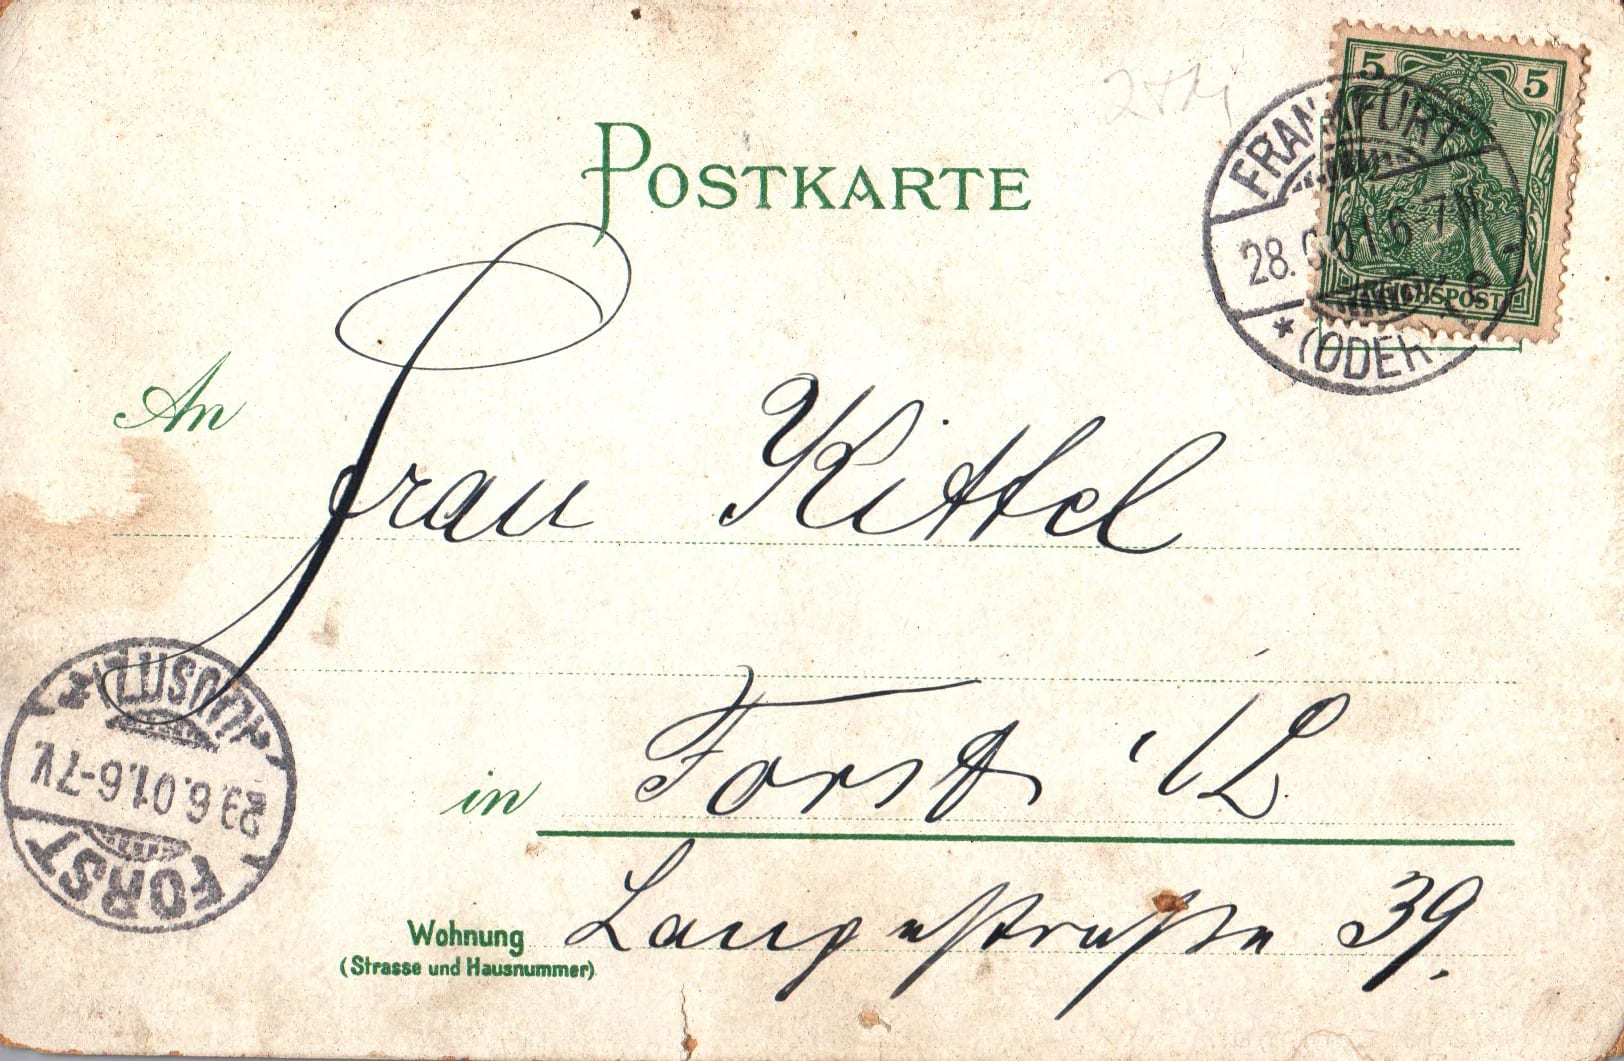 POSTKARTE
5 5
REICHSPOST
FRANKFURT
28.6.01.6-7N
* (ODER
An
Frau Kittel
in Forst i/L
Wohnung Langestraße 39.
(Strasse und Hausnummer)
FORST
29.6.01.6-7V
(LAUSITZ)